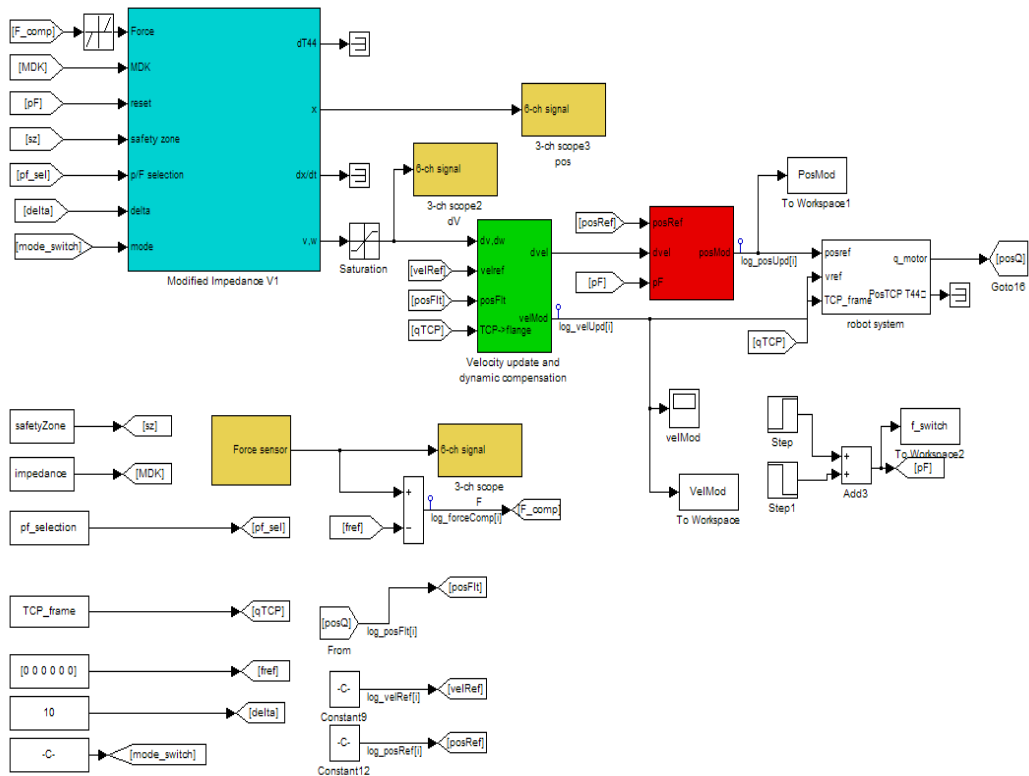 [F_comp]
Force
[MDK]
MDK
[pF]
reset
[sz]
safety zone
[pf_sel]
p/F selection
[delta]
delta
[mode_switch]
mode
dT44
x
dx/dt
v,w
Modified Impedance V1
Saturation
6-ch signal
3-ch scope3
pos
6-ch signal
3-ch scope2
dV
[velRef]
[posFlt]
[qTCP]
dv,dw
velref
posFlt
TCP->flange
dvel
velMod
Velocity update and
dynamic compensation
log_velUpd[i]
[posRef]
[pF]
posRef
dvel
pF
posMod
log_posUpd[i]
PosMod
To Workspace1
[qTCP]
posref
vref
TCP_frame
q_motor
PosTCP T44
robot system
[posQ]
Goto16
velMod
VelMod
To Workspace
Step
Step1
+
+
Add3
f_switch
To Workspace2
[pF]
safetyZone
[sz]
impedance
[MDK]
pf_selection
[pf_sel]
Force sensor
6-ch signal
3-ch scope
F
[fref]
+
−
log_forceComp[i]
[F_comp]
TCP_frame
[qTCP]
[0 0 0 0 0 0]
[fref]
10
[delta]
-C-
[mode_switch]
[posQ]
From
log_posFlt[i]
[posFlt]
-C-
Constant9
log_velRef[i]
[velRef]
-C-
Constant12
log_posRef[i]
[posRef]